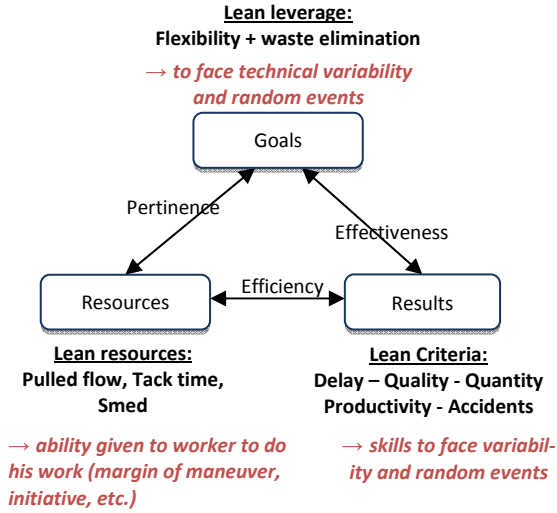 Lean leverage:
Flexibility + waste elimination
→ to face technical variability
and random events
Goals
Pertinence
Effectiveness
Resources
Efficiency
Results
Lean resources:
Pulled flow, Tack time,
Smed
→ ability given to worker to do
his work (margin of maneuver,
initiative, etc.)
Lean Criteria:
Delay – Quality - Quantity
Productivity - Accidents
→ skills to face variabil-
ity and random events